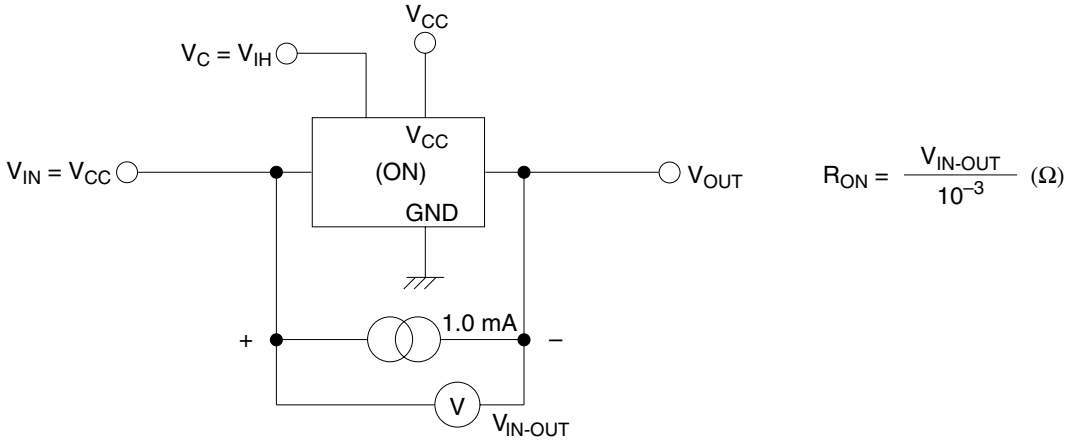 V_CC
V_C = V_IH
V_CC
V_IN = V_CC
(ON)
V_OUT
R_ON = V_IN-OUT / 10^–3 (Ω)
GND
1.0 mA
+
–
V
V_IN-OUT